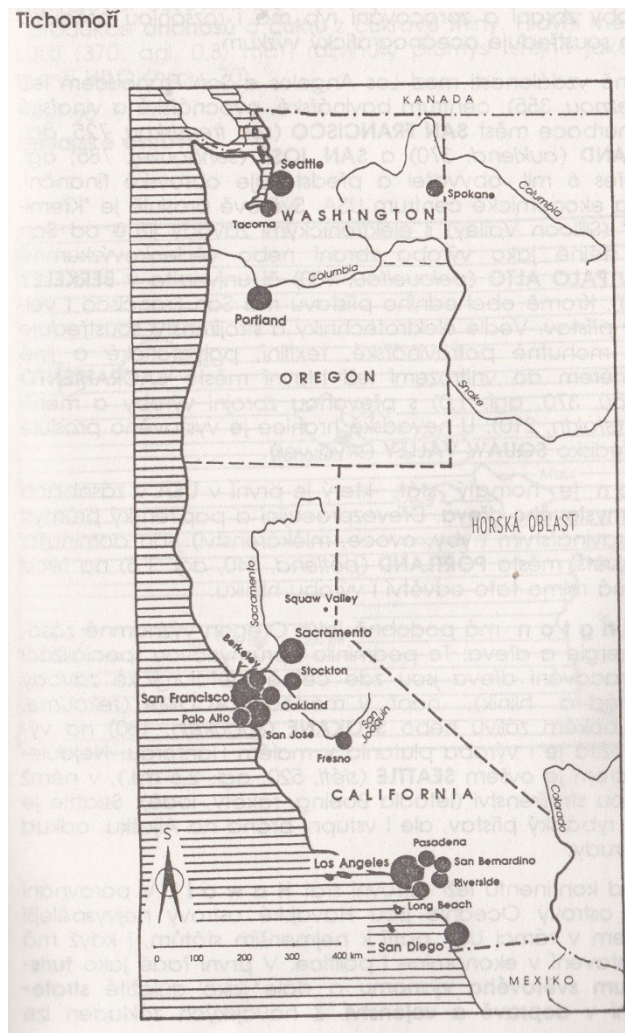 Tichomoří
KANADA
Seattle
Spokane
Tacoma
WASHINGTON
Columbia
Columbia
Portland
OREGON
Snake
HORSKÁ OBLAST
Sacramento
Squaw Valley
Sacramento
Berkeley
Stockton
San Francisco
Oakland
Palo Alto
San José
San Joaquin
Fresno
CALIFORNIA
Colorado
S
Pasadena
Los Angeles
San Bernardino
Riverside
Long Beach
San Diego
0 100 200 300 400 km
MEXIKO